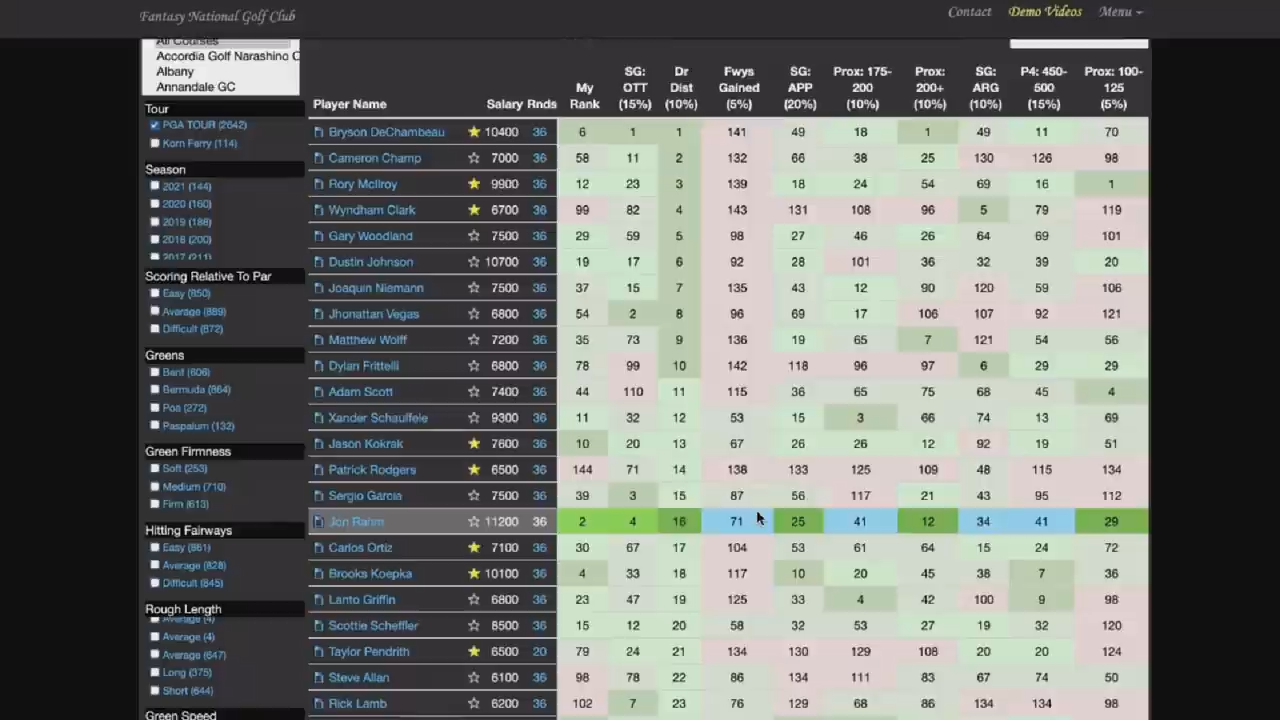 Fantasy National Golf Club Contact Demo Videos Menu
All Courses
Accordia Golf Narashino C
Albany
Annandale GC
Tour
PGA TOUR (2642)
Korn Ferry (114)
Season
2021 (144)
2020 (160)
2019 (188)
2018 (200)
2017 (211)
Scoring Relative To Par
Easy (850)
Average (889)
Difficult (872)
Greens
Bent (606)
Bermuda (864)
Poa (272)
Paspalum (132)
Green Firmness
Soft (253)
Medium (710)
Firm (613)
Hitting Fairways
Easy (861)
Average (828)
Difficult (845)
Rough Length
Average (4)
Average (4)
Average (647)
Long (375)
Short (644)
Green Speed
Player Name Salary Rnds My Rank SG: OTT (15%) Dr Dist (10%) Fwys Gained (5%) SG: APP (20%) Prox: 175-200 (10%) Prox: 200+ (10%) SG: ARG (10%) P4: 450-500 (15%) Prox: 100-125 (5%)
Bryson DeChambeau 10400 36 6 1 1 141 49 18 1 49 11 70
Cameron Champ 7000 36 58 11 2 132 66 38 25 130 126 98
Rory McIlroy 9900 36 12 23 3 139 18 24 54 69 16 1
Wyndham Clark 6700 36 99 82 4 143 131 108 96 5 79 119
Gary Woodland 7500 36 29 59 5 98 27 46 26 64 69 101
Dustin Johnson 10700 36 19 17 6 92 28 101 36 32 39 20
Joaquin Niemann 7500 36 37 15 7 135 43 12 90 120 59 106
Jhonattan Vegas 6800 36 54 2 8 96 69 17 106 107 92 121
Matthew Wolff 7200 36 35 73 9 136 19 65 7 121 54 56
Dylan Frittelli 6800 36 78 99 10 142 118 96 97 6 29 29
Adam Scott 7400 36 44 110 11 115 36 65 75 68 45 4
Xander Schauffele 9300 36 11 32 12 53 15 3 66 74 13 69
Jason Kokrak 7600 36 10 20 13 67 26 26 12 92 19 51
Patrick Rodgers 6500 36 144 71 14 138 133 125 109 48 115 134
Sergio Garcia 7500 36 39 3 15 87 56 117 21 43 95 112
Jon Rahm 11200 36 2 4 16 71 25 41 12 34 41 29
Carlos Ortiz 7100 36 30 67 17 104 53 61 64 15 24 72
Brooks Koepka 10100 36 4 33 18 117 10 20 45 38 7 36
Lanto Griffin 6800 36 23 47 19 125 33 4 42 100 9 98
Scottie Scheffler 8500 36 15 12 20 58 32 53 27 19 32 120
Taylor Pendrith 6500 20 79 24 21 134 130 129 108 20 20 124
Steve Allan 6100 36 98 78 22 86 134 111 83 67 74 50
Rick Lamb 6200 36 102 7 23 76 129 68 86 134 134 98